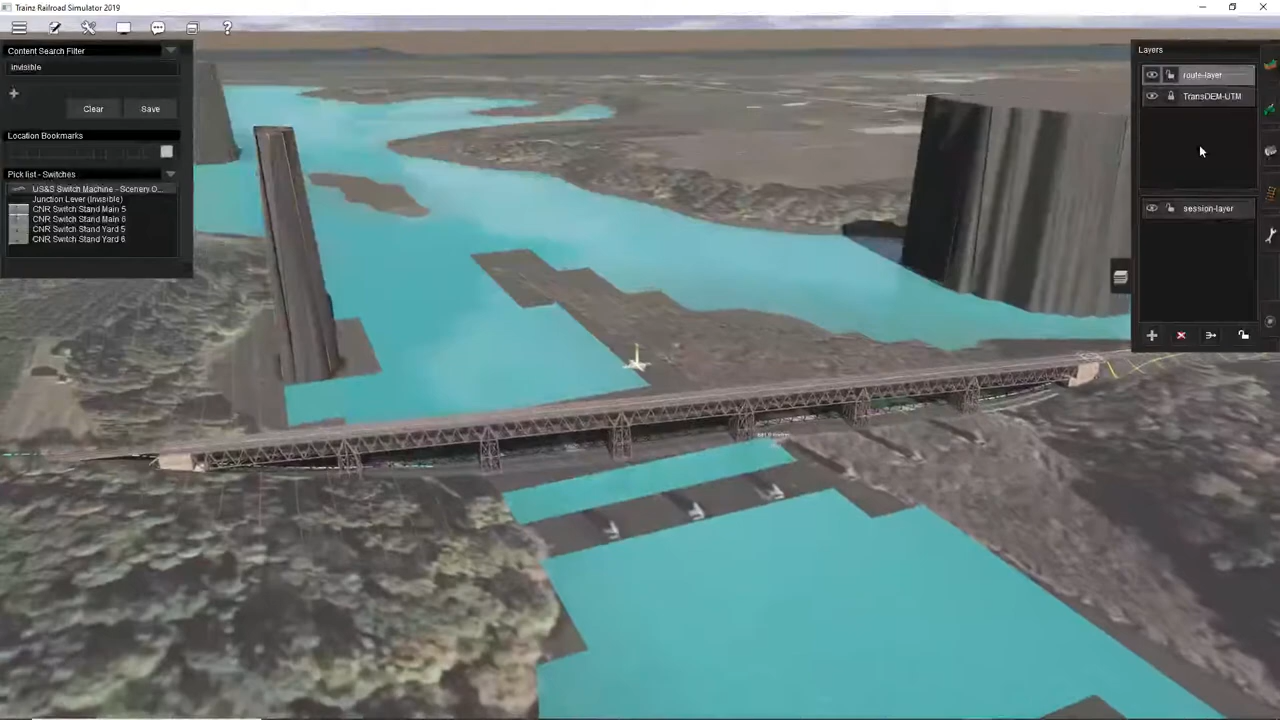 Trainz Railroad Simulator 2019
Content Search Filter
invisible
Clear Save
Location Bookmarks
Pick list - Switches
US&S Switch Machine - Scenery O...
Junction Lever (Invisible)
CNR Switch Stand Main 5
CNR Switch Stand Main 6
CNR Switch Stand Yard 5
CNR Switch Stand Yard 6
Layers
route-layer
TransDEM-UTM
session-layer